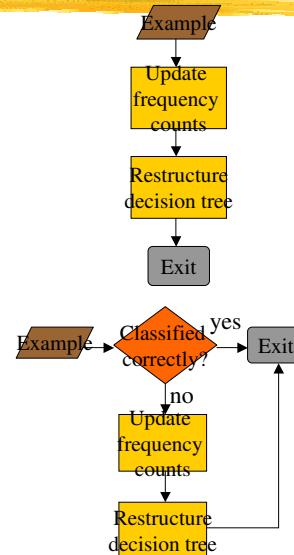 Example
Update
frequency
counts
Restructure
decision tree
Exit
Example
Classified
correctly?
yes
Exit
no
Update
frequency
counts
Restructure
decision tree